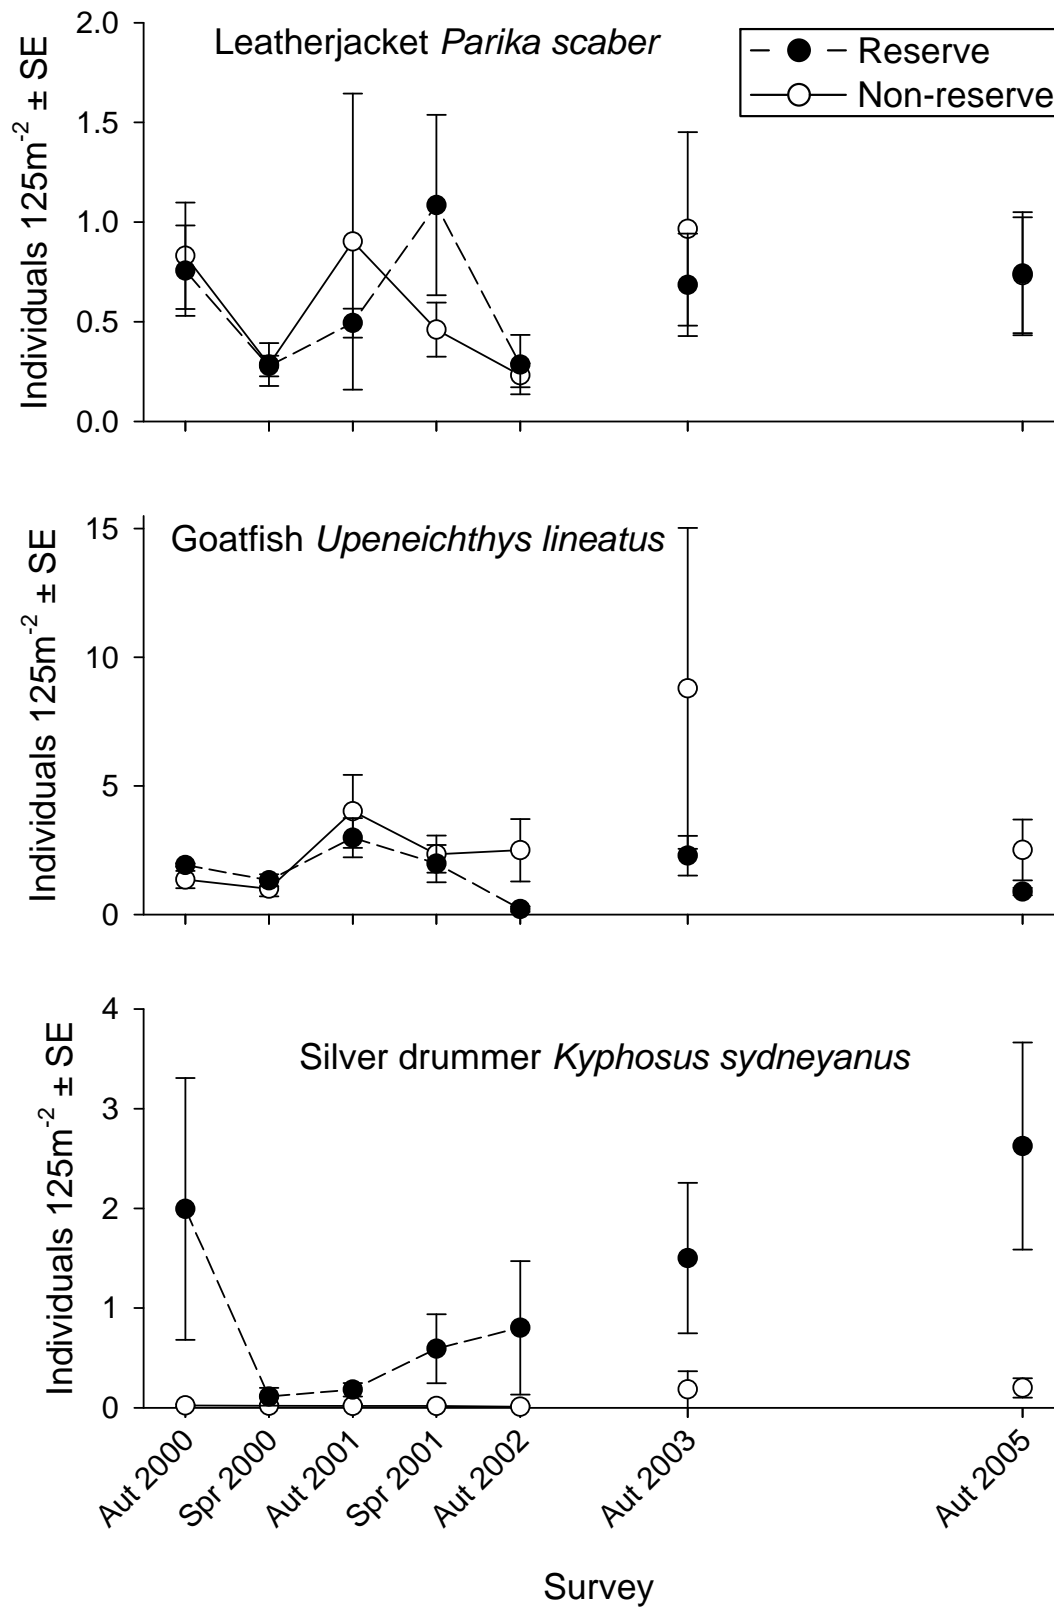 Leatherjacket Parika scaber
Reserve
Non-reserve
Individuals 125m⁻² ± SE
2.0
1.5
1.0
0.5
0.0
Goatfish Upeneichthys lineatus
Individuals 125m⁻² ± SE
15
10
5
0
Silver drummer Kyphosus sydneyanus
Individuals 125m⁻² ± SE
4
3
2
1
0
Aut 2000
Spr 2000
Aut 2001
Spr 2001
Aut 2002
Aut 2003
Aut 2005
Survey